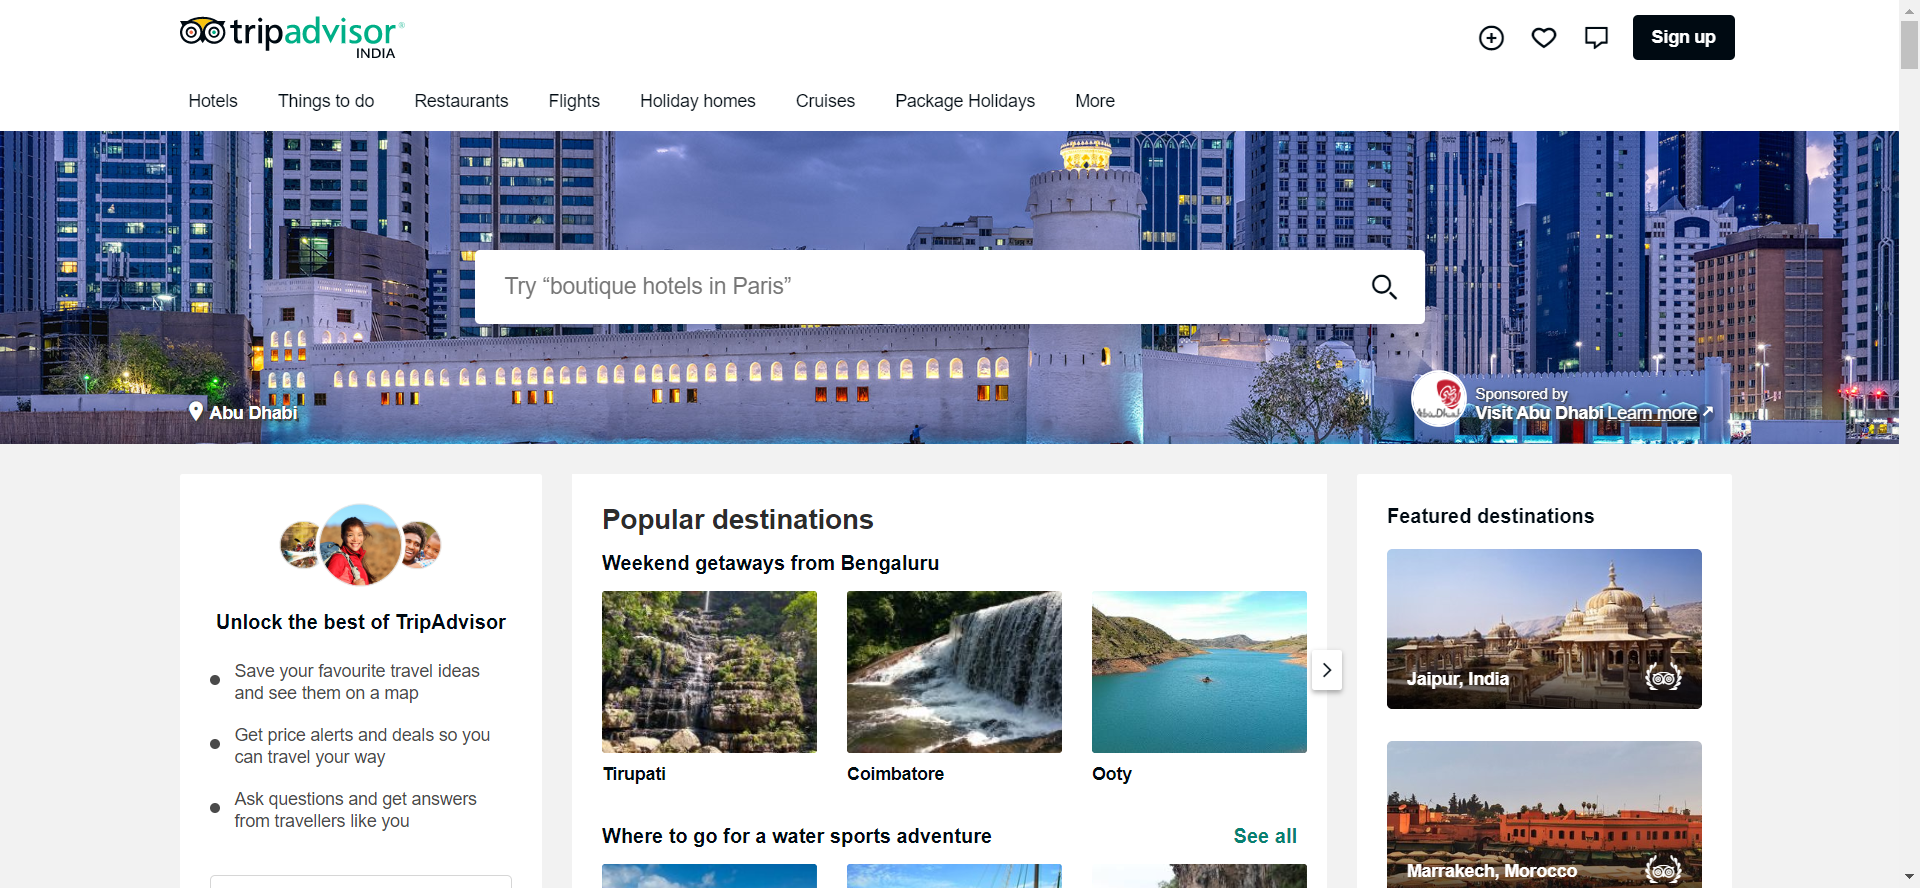 tripadvisor®
INDIA
Sign up
Hotels
Things to do
Restaurants
Flights
Holiday homes
Cruises
Package Holidays
More
Try “boutique hotels in Paris”
Abu Dhabi
Sponsored by
Visit Abu Dhabi Learn more
Unlock the best of TripAdvisor
Save your favourite travel ideas
and see them on a map
Get price alerts and deals so you
can travel your way
Ask questions and get answers
from travellers like you
Popular destinations
Weekend getaways from Bengaluru
Tirupati
Coimbatore
Ooty
Where to go for a water sports adventure
See all
Featured destinations
Jaipur, India
Marrakech, Morocco